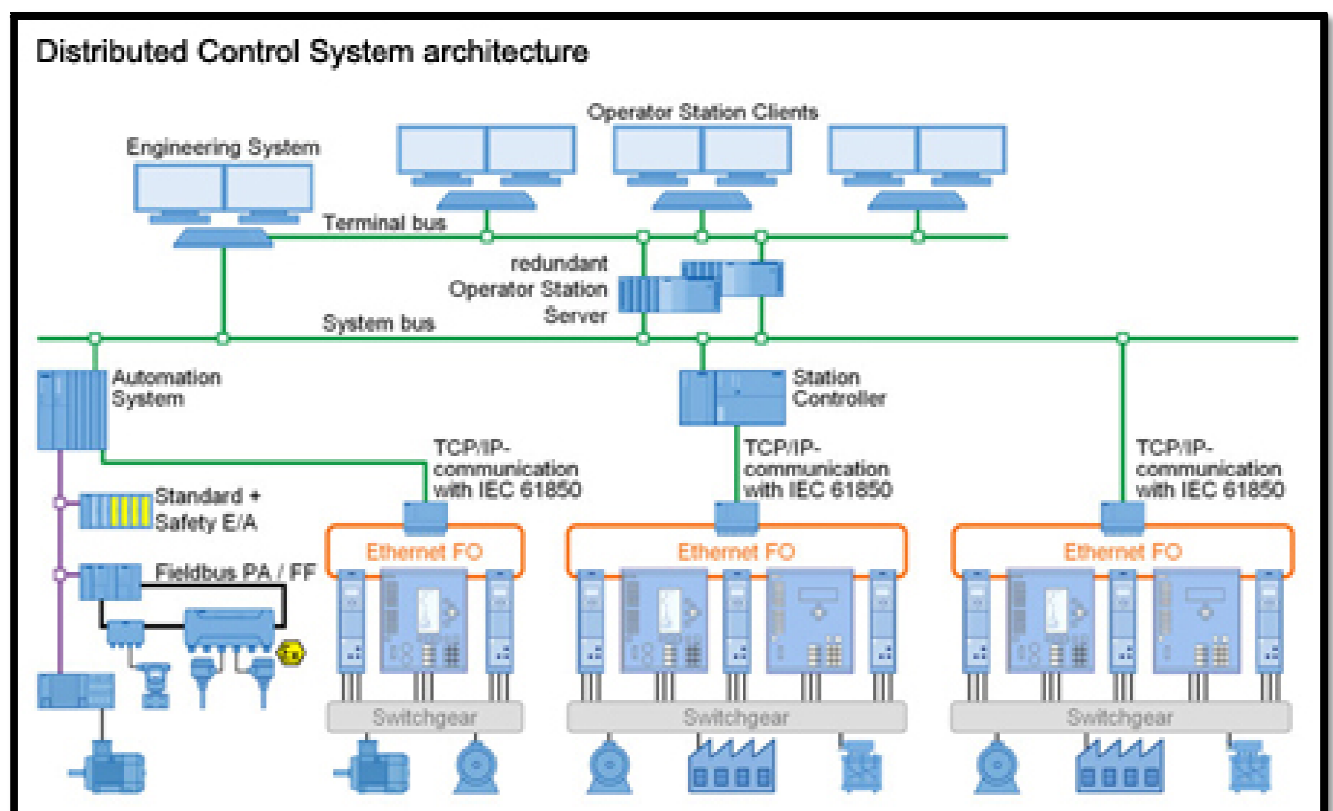 Distributed Control System architecture
Operator Station Clients
Engineering System
Terminal bus
redundant
Operator Station
Server
System bus
Automation
System
Station
Controller
TCP/IP-
communication
with IEC 61850
TCP/IP-
communication
with IEC 61850
TCP/IP-
communication
with IEC 61850
Standard +
Safety E/A
Ethernet FO
Ethernet FO
Ethernet FO
Fieldbus PA / FF
Switchgear
Switchgear
Switchgear